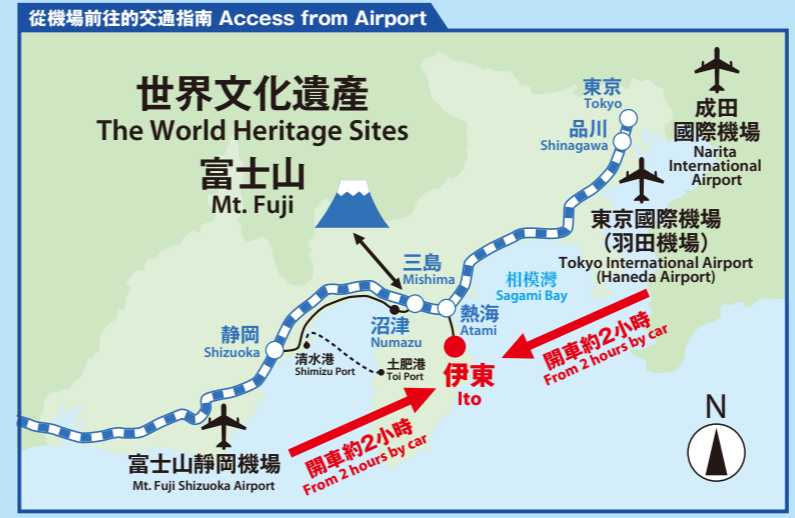 從機場前往的交通指南 Access from Airport
世界文化遺產
The World Heritage Sites
富士山
Mt. Fuji
東京
Tokyo
品川
Shinagawa
成田
國際機場
Narita
International
Airport
東京國際機場
（羽田機場）
Tokyo International Airport
(Haneda Airport)
三島
Mishima
相模灣
Sagami Bay
熱海
Atami
沼津
Numazu
静岡
Shizuoka
清水港
Shimizu Port
土肥港
Toi Port
伊東
Ito
開車約2小時
From 2 hours by car
開車約2小時
From 2 hours by car
富士山靜岡機場
Mt. Fuji Shizuoka Airport
N